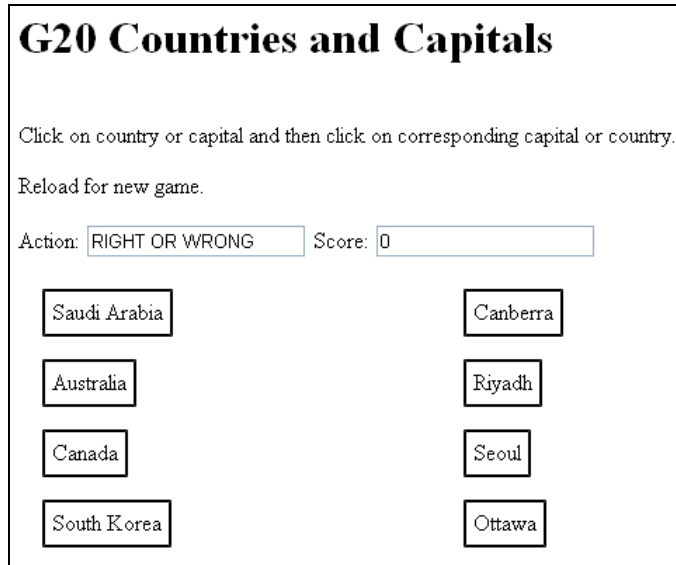 G20 Countries and Capitals
Click on country or capital and then click on corresponding capital or country.
Reload for new game.
Action: RIGHT OR WRONG Score: 0
Saudi Arabia Canberra
Australia Riyadh
Canada Seoul
South Korea Ottawa